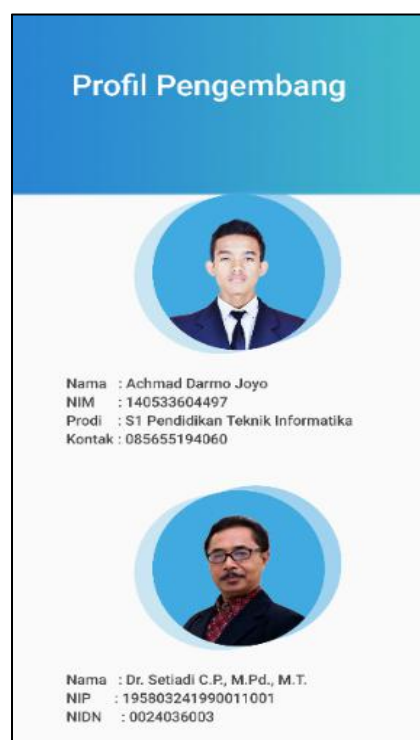 Profil Pengembang
Nama : Achmad Darmo Joyo
NIM : 140533604497
Prodi : S1 Pendidikan Teknik Informatika
Kontak : 085655194060
Nama : Dr. Setiadi C.P., M.Pd., M.T.
NIP : 195803241990011001
NIDN : 0024036003